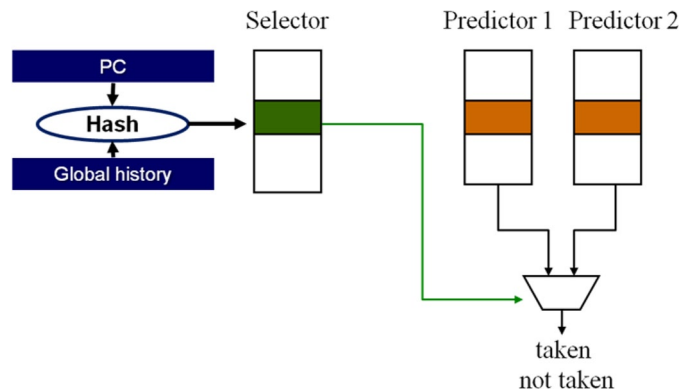 Selector
Predictor 1
Predictor 2
PC
Hash
Global history
taken
not taken